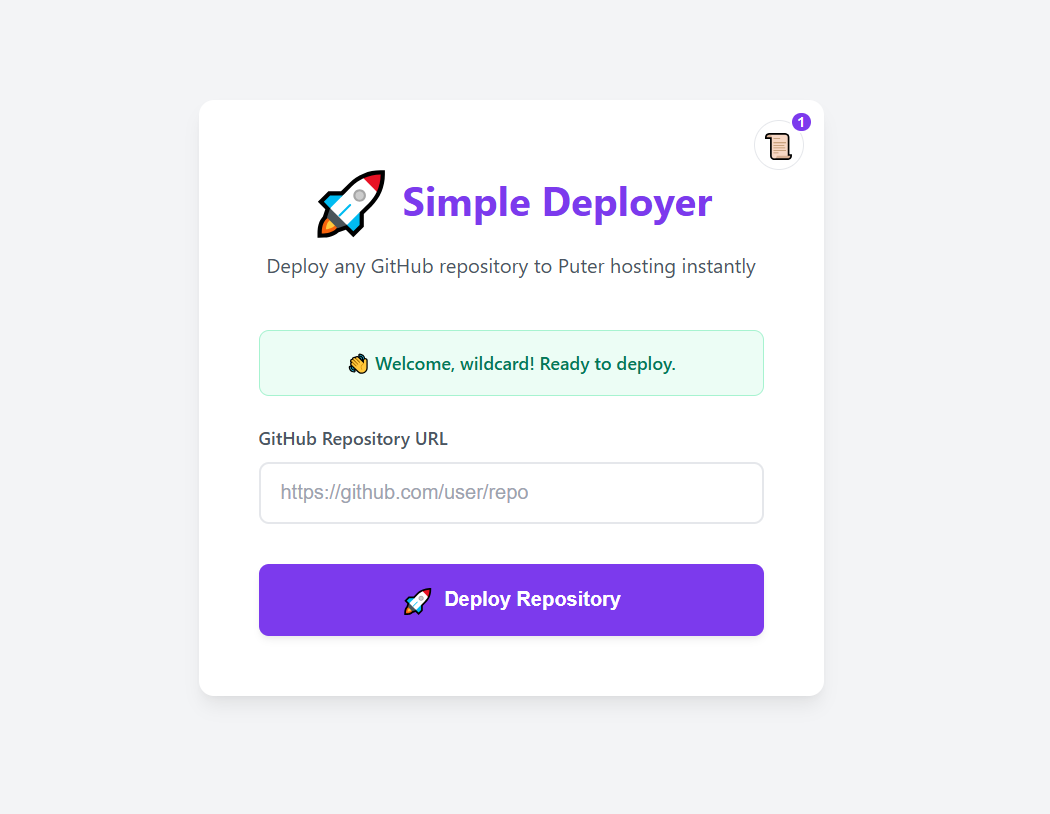 1
Simple Deployer
Deploy any GitHub repository to Puter hosting instantly
👋 Welcome, wildcard! Ready to deploy.
GitHub Repository URL
https://github.com/user/repo
🚀 Deploy Repository